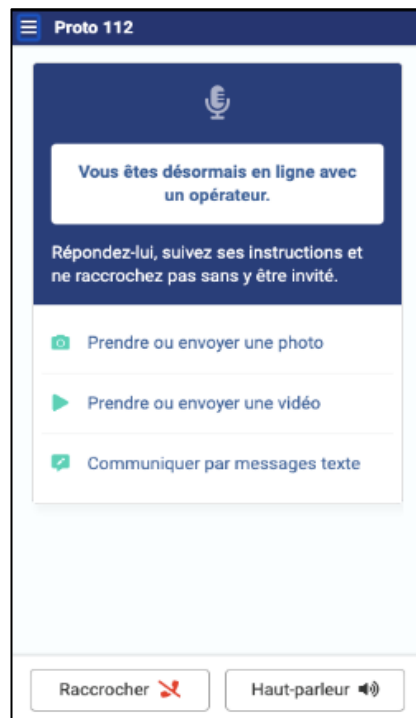 Proto 112
Vous êtes désormais en ligne avec
un opérateur.
Répondez-lui, suivez ses instructions et
ne raccrochez pas sans y être invité.
Prendre ou envoyer une photo
Prendre ou envoyer une vidéo
Communiquer par messages texte
Raccrocher
Haut-parleur